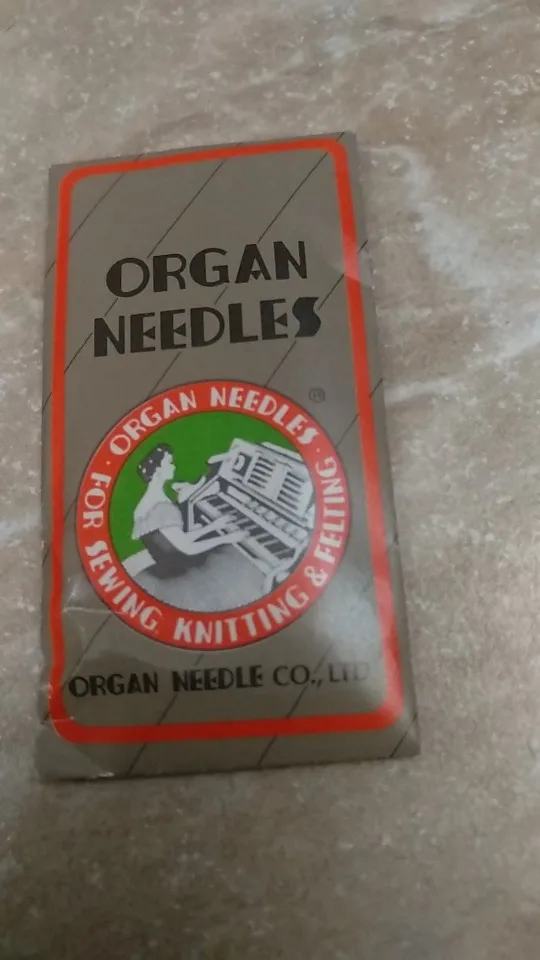 ORGAN
NEEDLES
®
· ORGAN NEEDLES ·
FOR SEWING, KNITTING & FELTING
ORGAN NEEDLE CO., LTD